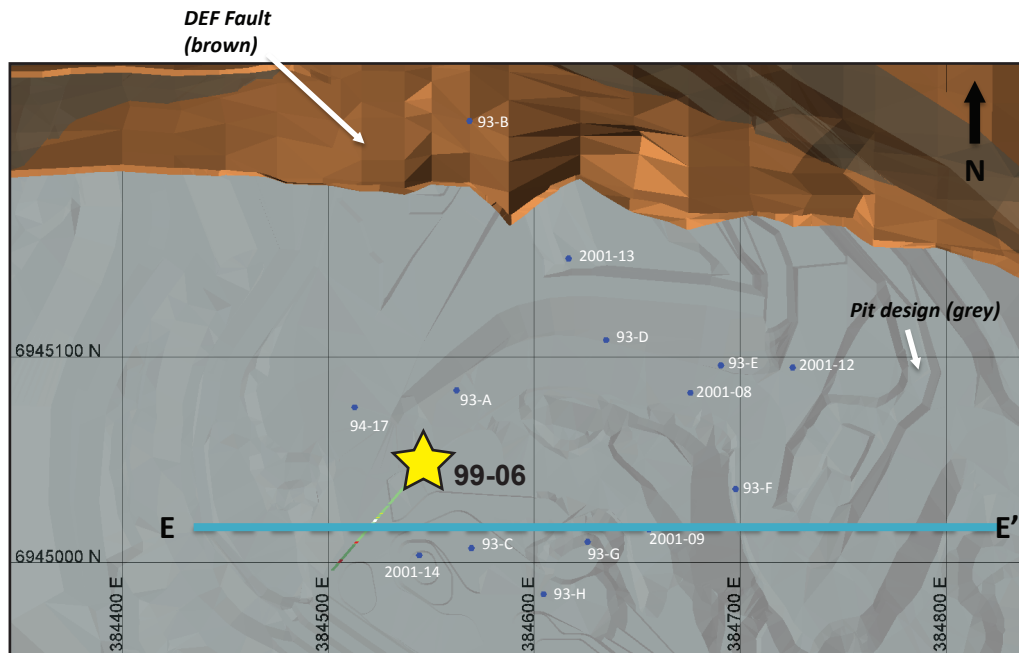 DEF Fault
(brown)
93-B
N
2001-13
Pit design (grey)
6945100 N
93-D
93-E
2001-12
2001-08
93-A
94-17
99-06
93-F
E
E’
2001-09
93-C
93-G
6945000 N
2001-14
93-H
384400 E
384500 E
384600 E
384700 E
384800 E